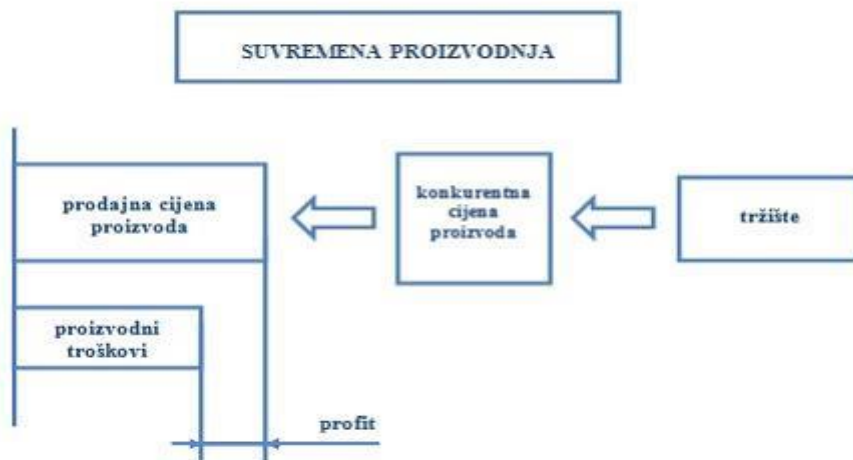 SUVREMENA PROIZVODNJA
prodajna cijena
proizvoda
konkurentna
cijena
proizvoda
tržište
proizvodni
troškovi
profit